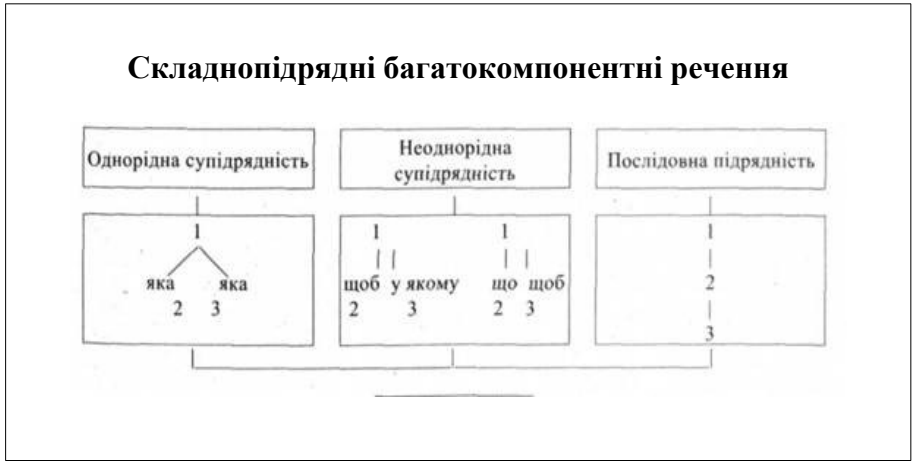 Складнопідрядні багатокомпонентні речення
Однорідна супідрядність
Неоднорідна
супідрядність
Послідовна підрядність
1
яка яка
2 3
1 1
щоб у якому що щоб
2 3 2 3
1
2
3